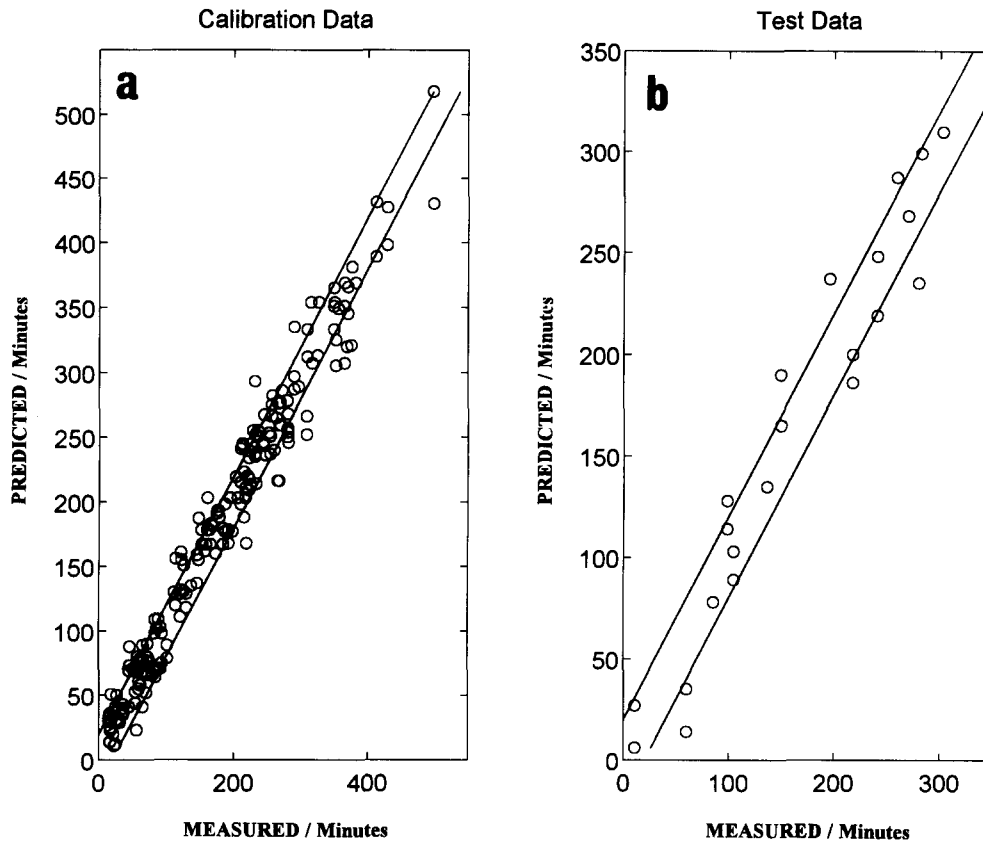 Calibration Data
a
PREDICTED / Minutes
500
450
400
350
300
250
200
150
100
50
0
0 200 400
MEASURED / Minutes
Test Data
b
PREDICTED / Minutes
350
300
250
200
150
100
50
0
0 100 200 300
MEASURED / Minutes